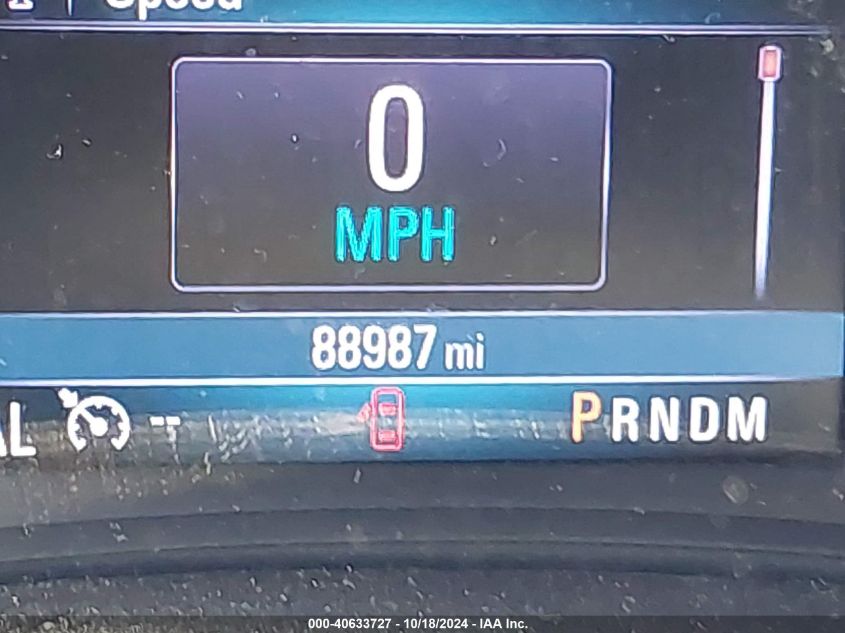 Speed
0
MPH
88987 mi
AL -- PRNDM
000-40633727 - 10/18/2024 - IAA Inc.